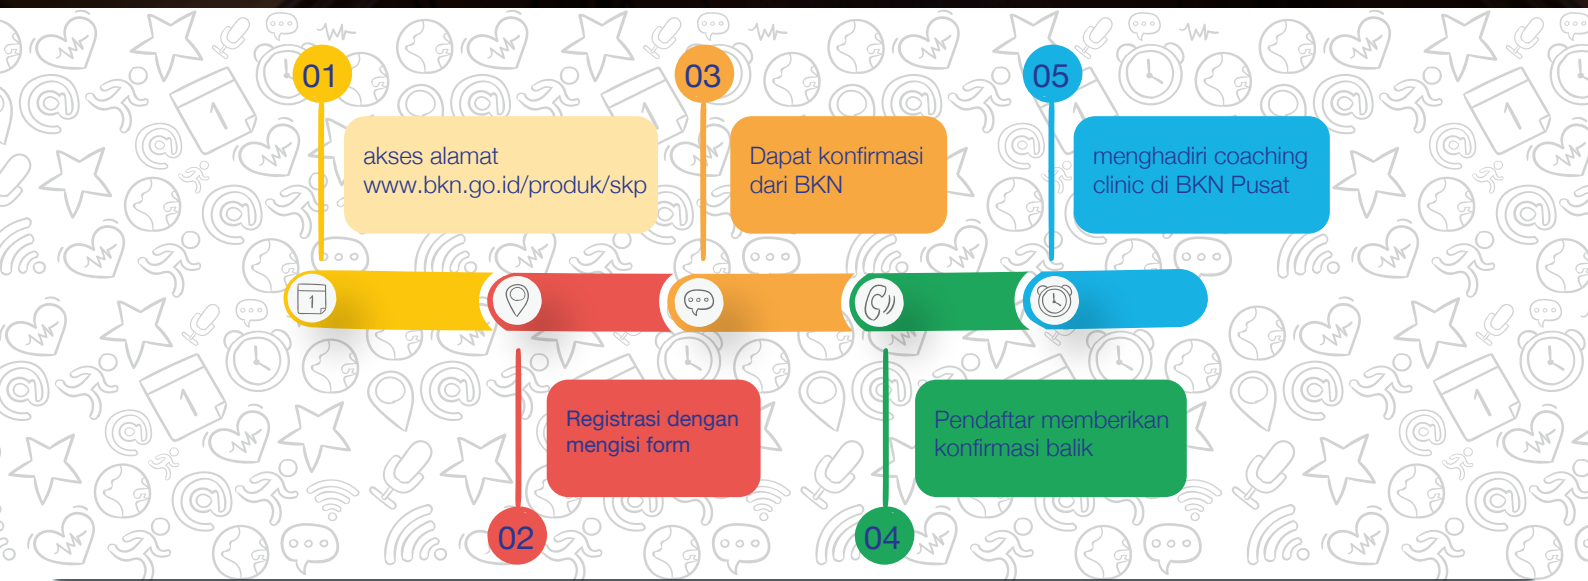 01
akses alamat
www.bkn.go.id/produk/skp
02
Registrasi dengan
mengisi form
03
Dapat konfirmasi
dari BKN
04
Pendaftar memberikan
konfirmasi balik
05
menghadiri coaching
clinic di BKN Pusat
1